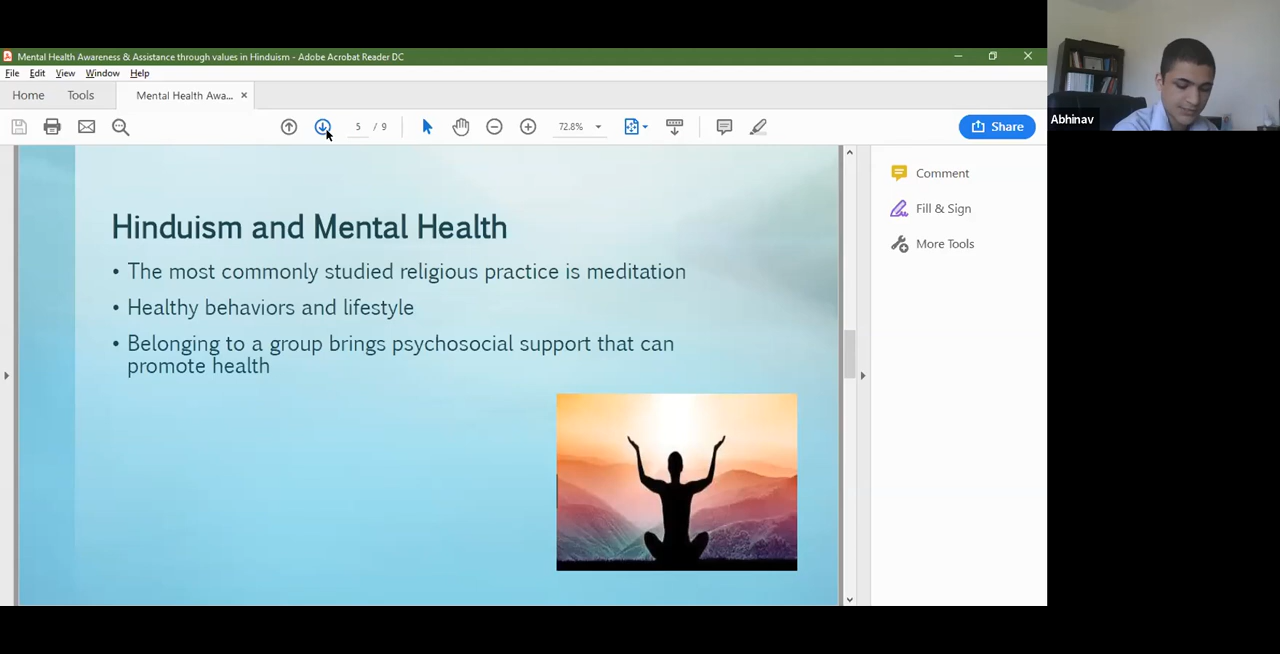 Mental Health Awareness & Assistance through values in Hinduism - Adobe Acrobat Reader DC
File Edit View Window Help
Home Tools Mental Health Awa... ×
5 / 9 72.8% Share
Abhinav
Comment
Fill & Sign
More Tools
Hinduism and Mental Health
• The most commonly studied religious practice is meditation
• Healthy behaviors and lifestyle
• Belonging to a group brings psychosocial support that can
promote health